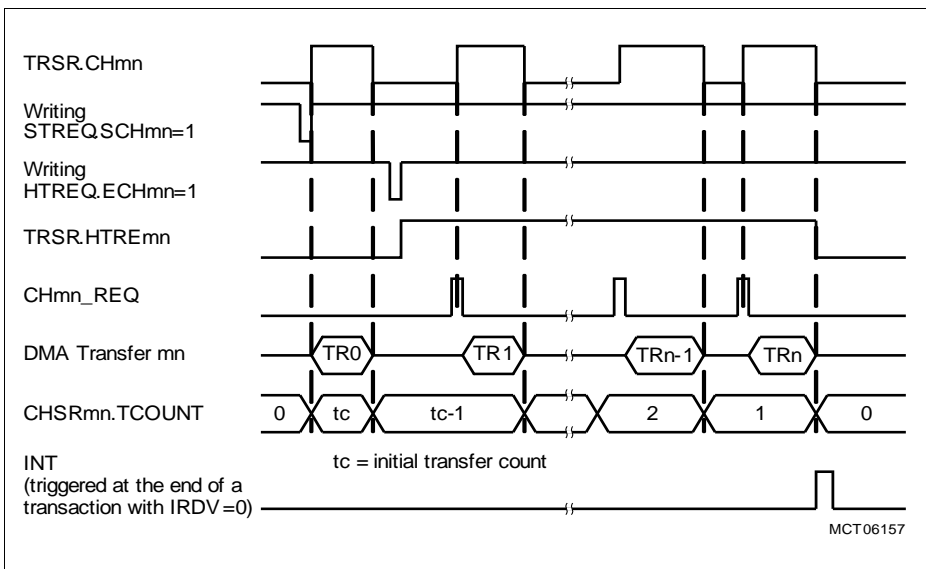 TRSR.CHmn
Writing
STREQ.SCHmn=1
Writing
HTREQ.ECHmn=1
TRSR.HTREmn
CHmn_REQ
DMA Transfer mn
TR0
TR1
TRn-1
TRn
CHSRmn.TCOUNT
0
tc
tc-1
2
1
0
INT
(triggered at the end of a
transaction with IRDV=0)
tc = initial transfer count
MCT06157